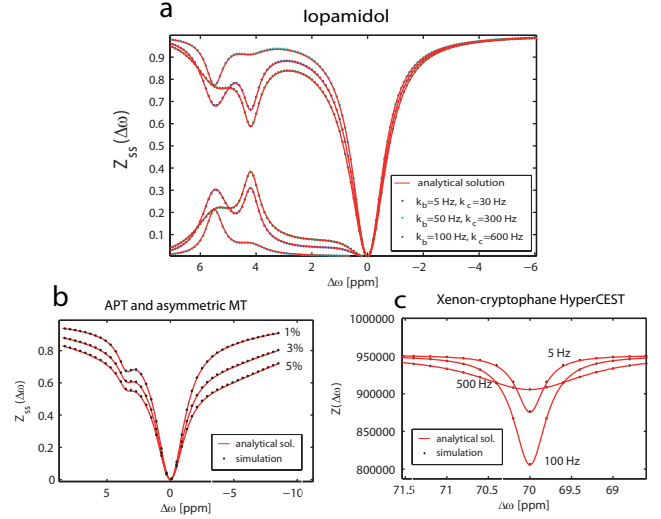 a
Iopamidol
0.9
0.8
0.7
0.6
0.5
0.4
0.3
0.2
0.1
0
Z ss (Δω)
6 4 2 0 −2 −4 −6
Δω [ppm]
analytical solution
k_b=5 Hz, k_c=30 Hz
k_b=50 Hz, k_c=300 Hz
k_b=100 Hz, k_c=600 Hz
b
APT and asymmetric MT
0.8
0.6
0.4
0.2
0
Z ss (Δω)
1%
3%
5%
analytical sol.
simulation
5 0 −5 −10
Δω [ppm]
c
Xenon-cryptophane HyperCEST
1000000
950000
900000
850000
800000
Z(Δω)
5 Hz
500 Hz
100 Hz
analytical sol.
simulation
71.5 71 70.5 70 69.5 69
Δω [ppm]